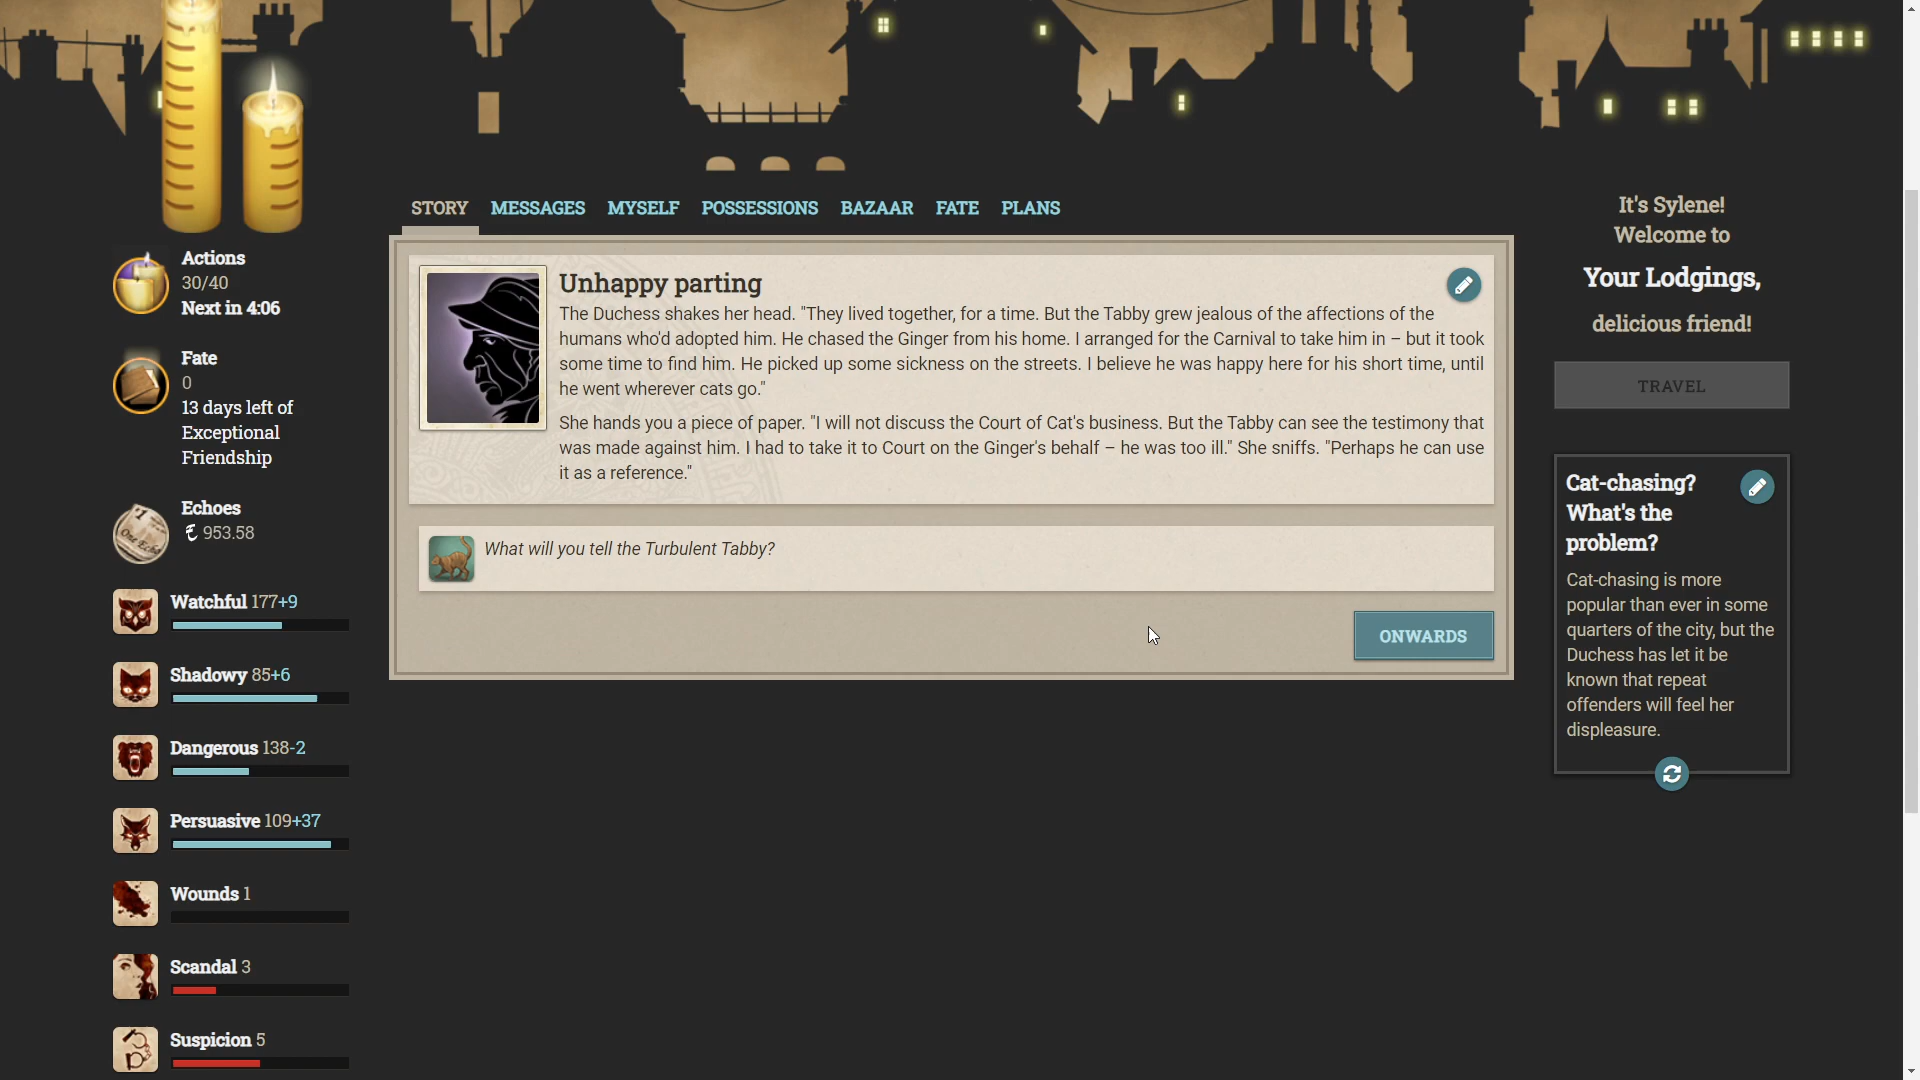 STORY MESSAGES MYSELF POSSESSIONS BAZAAR FATE PLANS
Actions
30/40
Next in 4:06
Fate
0
13 days left of
Exceptional
Friendship
Echoes
953.58
Watchful 177+9
Shadowy 85+6
Dangerous 138-2
Persuasive 109+37
Wounds 1
Scandal 3
Suspicion 5
Unhappy parting
The Duchess shakes her head. "They lived together, for a time. But the Tabby grew jealous of the affections of the
humans who'd adopted him. He chased the Ginger from his home. I arranged for the Carnival to take him in – but it took
some time to find him. He picked up some sickness on the streets. I believe he was happy here for his short time, until
he went wherever cats go."
She hands you a piece of paper. "I will not discuss the Court of Cat's business. But the Tabby can see the testimony that
was made against him. I had to take it to Court on the Ginger's behalf – he was too ill." She sniffs. "Perhaps he can use
it as a reference."
What will you tell the Turbulent Tabby?
ONWARDS
It's Sylene!
Welcome to
Your Lodgings,
delicious friend!
TRAVEL
Cat-chasing?
What's the
problem?
Cat-chasing is more
popular than ever in some
quarters of the city, but the
Duchess has let it be
known that repeat
offenders will feel her
displeasure.